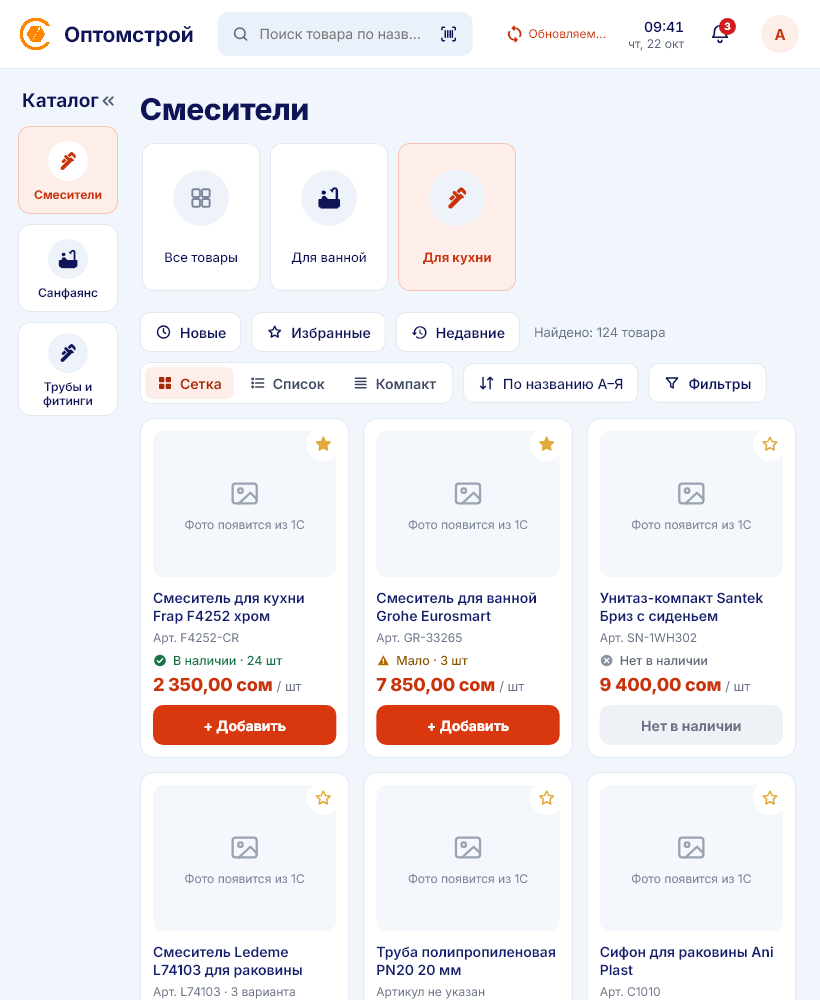 Оптомстрой
Поиск товара по назв...
Обновляем...
09:41
чт, 22 окт
3
А
Каталог
Смесители
Санфаянс
Трубы и
фитинги
Смесители
Все товары
Для ванной
Для кухни
Новые
Избранные
Недавние
Найдено: 124 товара
Сетка
Список
Компакт
По названию А–Я
Фильтры
Фото появится из 1С
Смеситель для кухни
Frap F4252 хром
Арт. F4252-CR
В наличии · 24 шт
2 350,00 сом / шт
+ Добавить
Фото появится из 1С
Смеситель для ванной
Grohe Eurosmart
Арт. GR-33265
Мало · 3 шт
7 850,00 сом / шт
+ Добавить
Фото появится из 1С
Унитаз-компакт Santek
Бриз с сиденьем
Арт. SN-1WH302
Нет в наличии
9 400,00 сом / шт
Нет в наличии
Фото появится из 1С
Смеситель Ledeme
L74103 для раковины
Арт. L74103 · 3 варианта
Фото появится из 1С
Труба полипропиленовая
PN20 20 мм
Артикул не указан
Фото появится из 1С
Сифон для раковины Ani
Plast
Арт. C1010